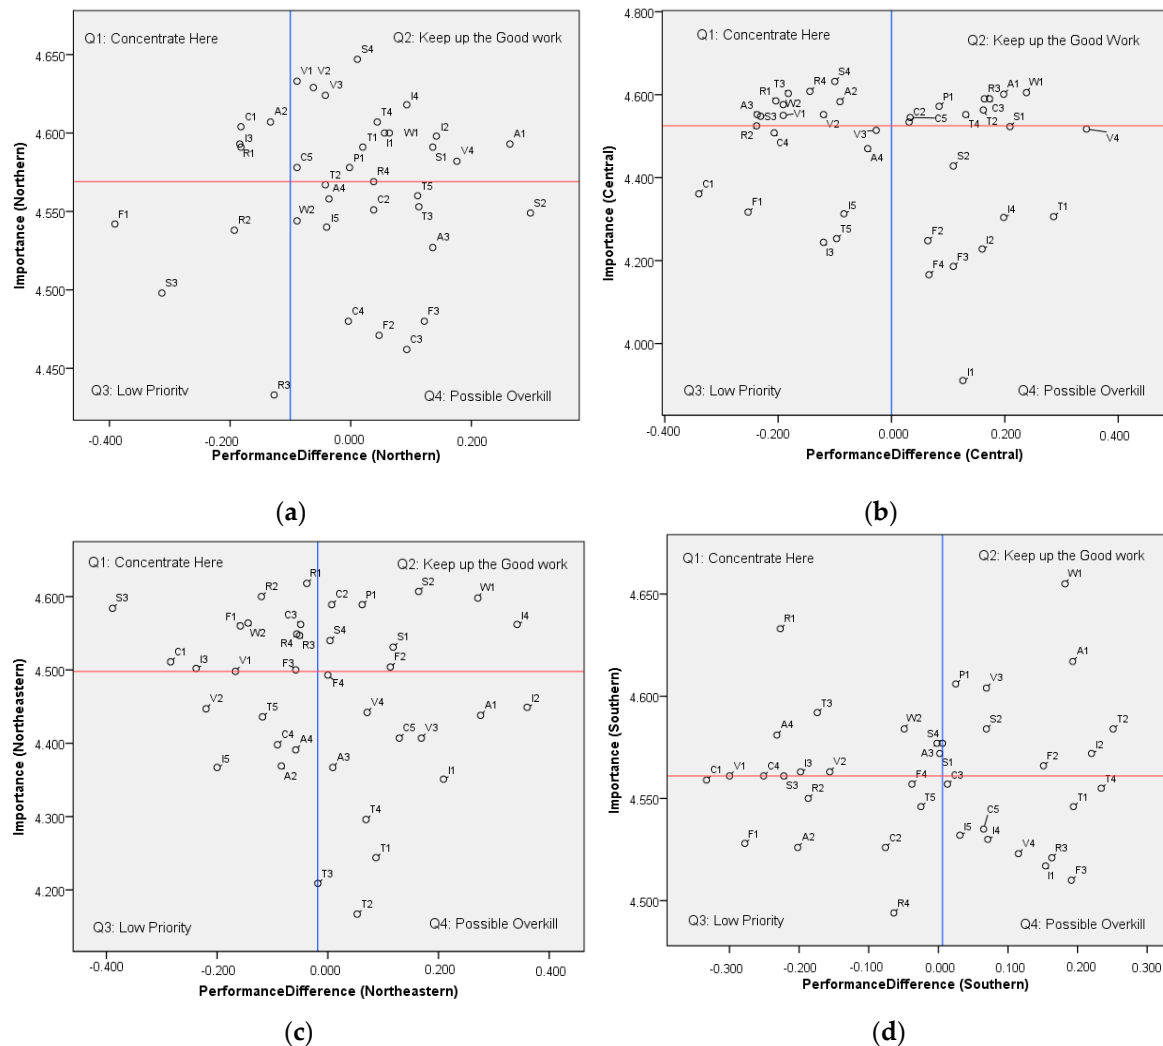 Q1: Concentrate Here
Q2: Keep up the Good work
S4
V1 V2
V3
I4
C1
A2
T4
I3
R1
T1
I1
W1
I2
S1
A1
V4
C5
P1
T2
R4
A4
T5
W2
I5
C2
T3
S2
F1
R2
A3
S3
C4
F2
F3
C3
R3
Q3: Low Priority
Q4: Possible Overkill
4.650
4.600
4.550
4.500
4.450
-0.400
-0.200
0.000
0.200
Importance (Northern)
PerformanceDifference (Northern)
(a)
Q1: Concentrate Here
Q2: Keep up the Good Work
T3
R4
S4
R1
W2
A2
A3
S3
V1
V2
R2
C4
V3
A4
C2
P1
C5
R3
A1
W1
C3
T4
T2
S1
V4
S2
C1
F1
I5
T5
I3
F2
F4
F3
I2
I4
T1
I1
Q3: Low Priority
Q4: Possible Overkill
4.800
4.600
4.400
4.200
4.000
-0.400
-0.200
0.000
0.200
0.400
Importance (Central)
PerformanceDifference (Central)
(b)
Q1: Concentrate Here
Q2: Keep up the Good work
S3
R2
R1
F1
W2
C3
R4
R3
C1
I3
V1
F3
C2
P1
S2
W1
I4
S4
S1
F2
F4
V2
T5
C4
A4
I5
A2
V4
C5
V3
A1
I2
A3
I1
T4
T1
T3
T2
Q3: Low Priority
Q4: Possible Overkill
4.600
4.500
4.400
4.300
4.200
-0.400
-0.200
0.000
0.200
0.400
Importance (Northeastern)
PerformanceDifference (Northeastern)
(c)
Q1: Concentrate Here
Q2: Keep up the Good work
W1
R1
A1
P1
V3
T3
A4
W2
S4
A3
S1
S2
T2
I2
F2
C1
V1
C4
S3
I3
V2
R2
F4
C3
T4
T5
T1
F1
A2
C2
I5
C5
I4
V4
R3
I1
F3
R4
Q3: Low Priority
Q4: Possible Overkill
4.650
4.600
4.550
4.500
-0.300
-0.200
-0.100
0.000
0.100
0.200
0.300
Importance (Southern)
PerformanceDifference (Southern)
(d)